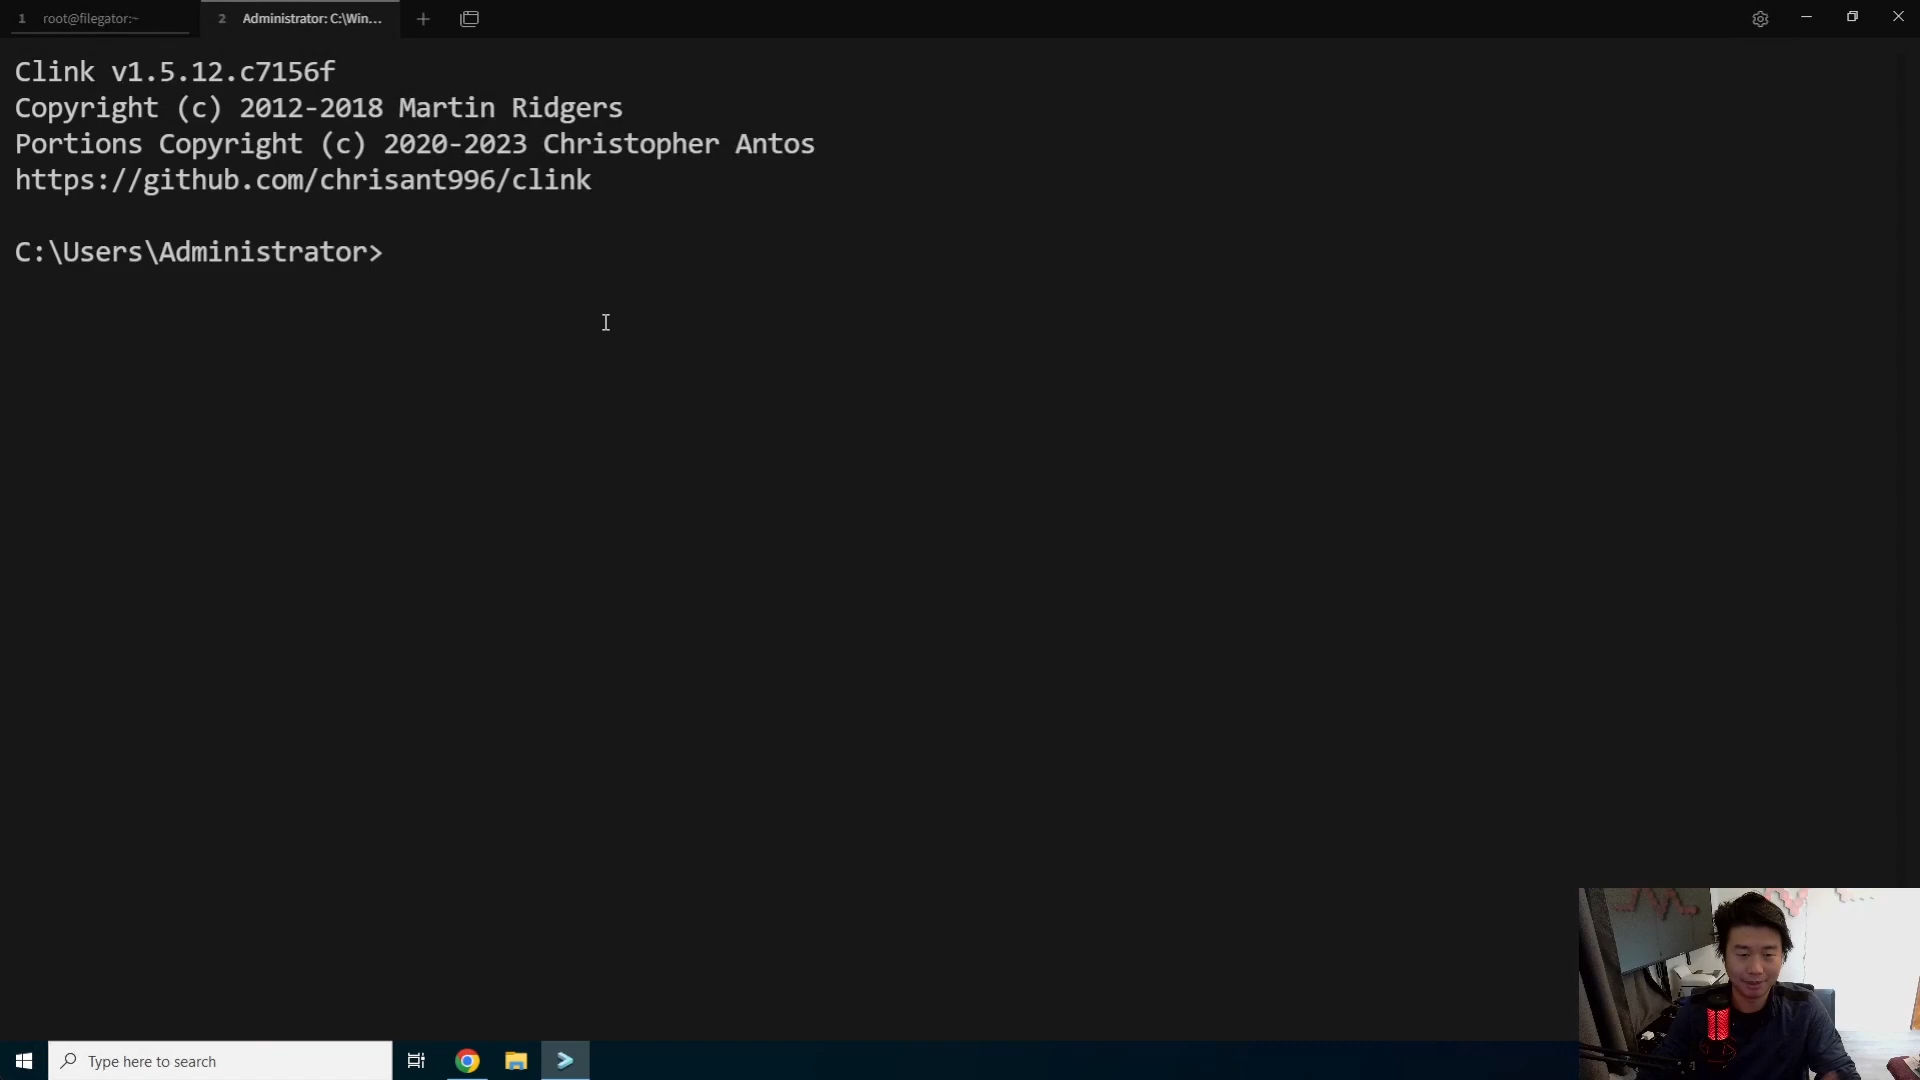 1 root@filegator:~
2 Administrator: C:\Win...
Clink v1.5.12.c7156f
Copyright (c) 2012-2018 Martin Ridgers
Portions Copyright (c) 2020-2023 Christopher Antos
https://github.com/chrisant996/clink
C:\Users\Administrator>
Type here to search